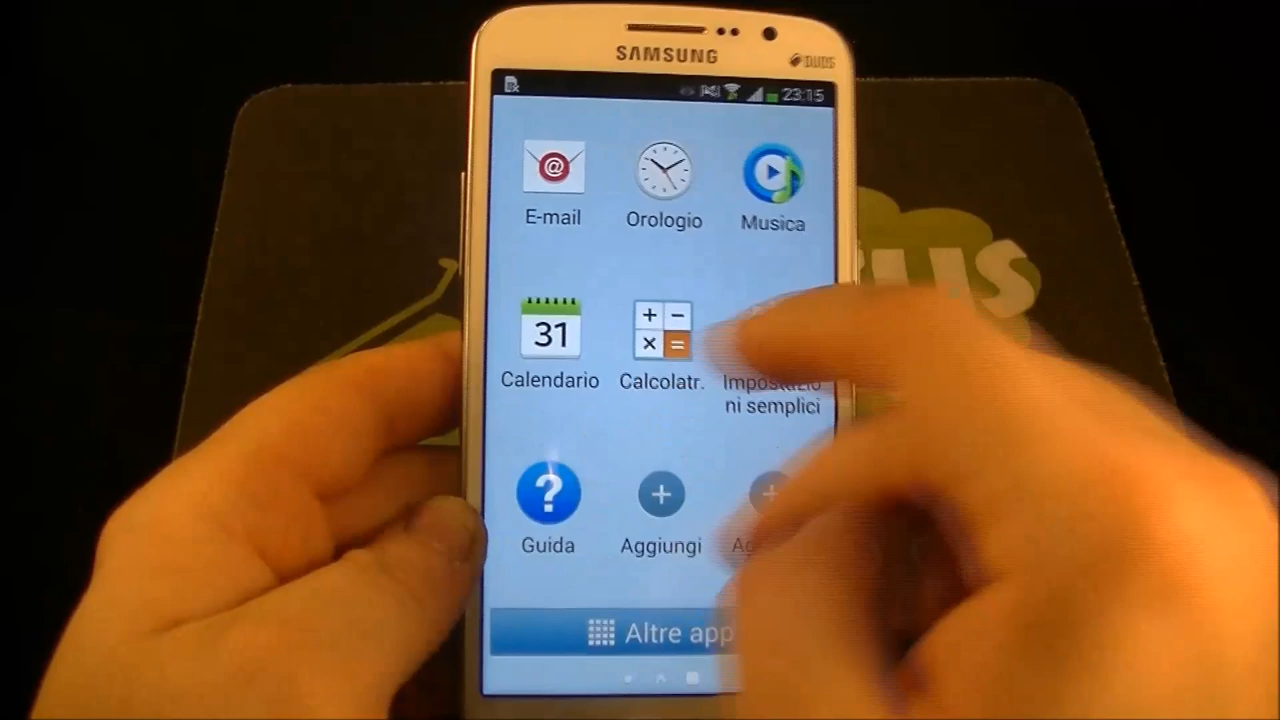 SAMSUNG
DUOS
23:15
@
E-mail
Orologio
Musica
31
Calendario
+ − × =
Calcolatr.
Impostazio
ni semplici
?
Guida
+
Aggiungi
+
Altre app